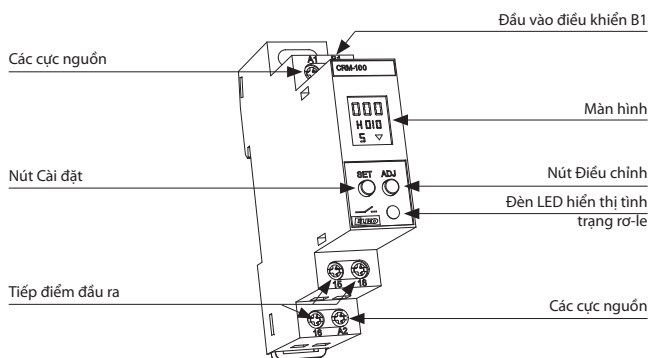 Đầu vào điều khiển B1
Các cực nguồn
A1
B1
CRM-100
000
Màn hình
S
SET ADJ
Nút Cài đặt
Nút Điều chỉnh
Đèn LED hiển thị tình
trạng rơ-le
ELKO
Tiếp điểm đầu ra
15 18
Các cực nguồn
16 A2